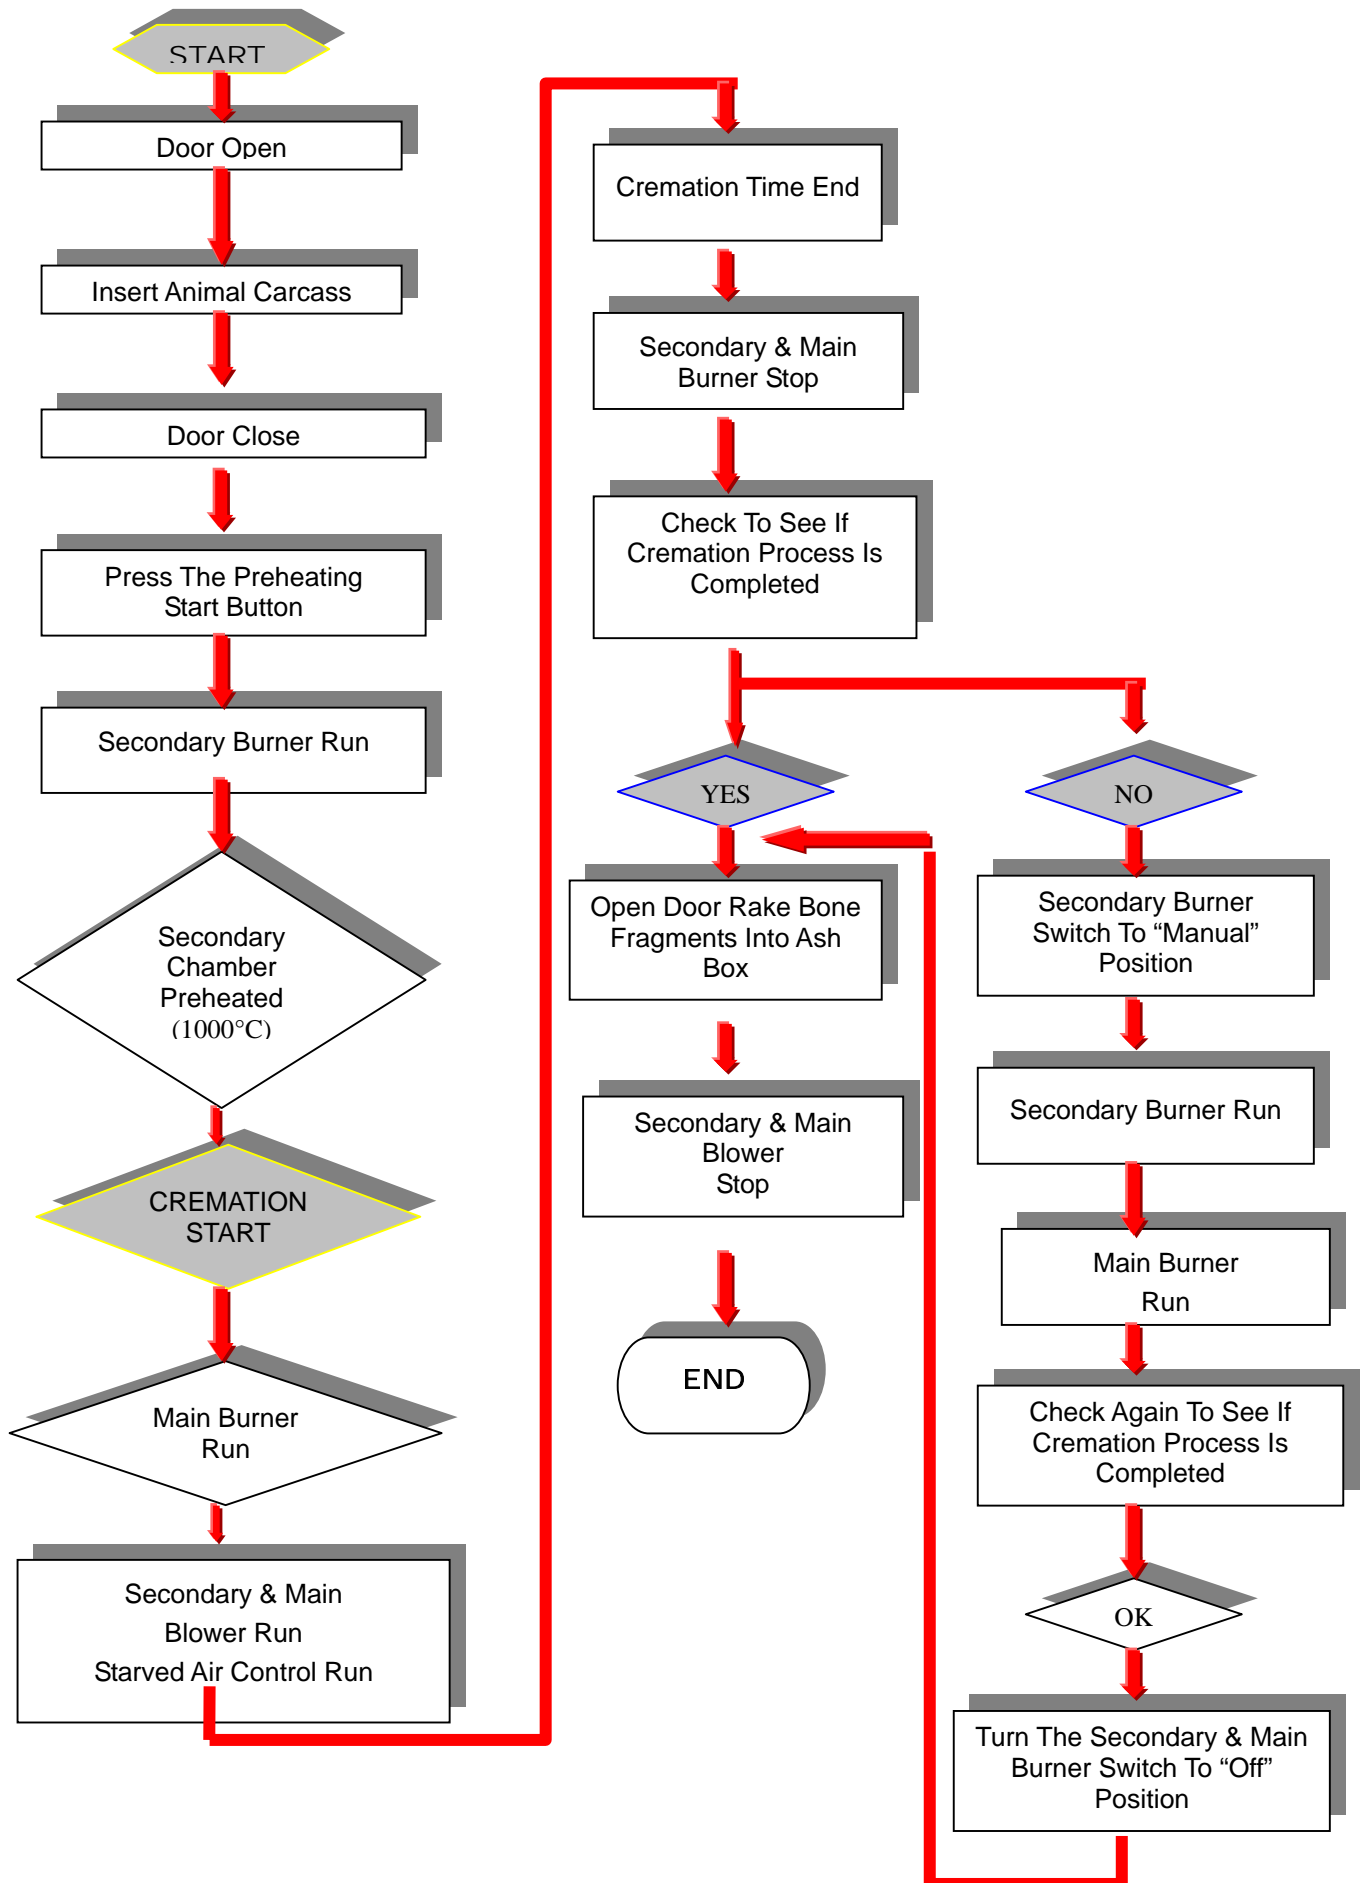 START
Door Open
Insert Animal Carcass
Door Close
Press The Preheating
Start Button
Secondary Burner Run
Secondary
Chamber
Preheated
(1000°C)
CREMATION
START
Main Burner
Run
Secondary & Main
Blower Run
Starved Air Control Run
Cremation Time End
Secondary & Main
Burner Stop
Check To See If
Cremation Process Is
Completed
YES
Open Door Rake Bone
Fragments Into Ash
Box
Secondary & Main
Blower
Stop
END
NO
Secondary Burner
Switch To “Manual”
Position
Secondary Burner Run
Main Burner
Run
Check Again To See If
Cremation Process Is
Completed
OK
Turn The Secondary & Main
Burner Switch To “Off”
Position